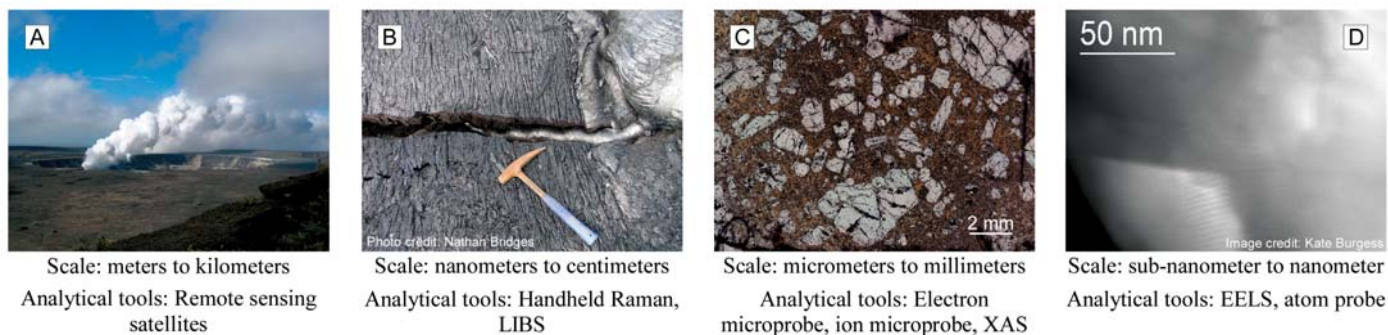 A
Scale: meters to kilometers
Analytical tools: Remote sensing
satellites
B
Photo credit: Nathan Bridges
Scale: nanometers to centimeters
Analytical tools: Handheld Raman,
LIBS
C
2 mm
Scale: micrometers to millimeters
Analytical tools: Electron
microprobe, ion microprobe, XAS
50 nm
D
Image credit: Kate Burgess
Scale: sub-nanometer to nanometer
Analytical tools: EELS, atom probe